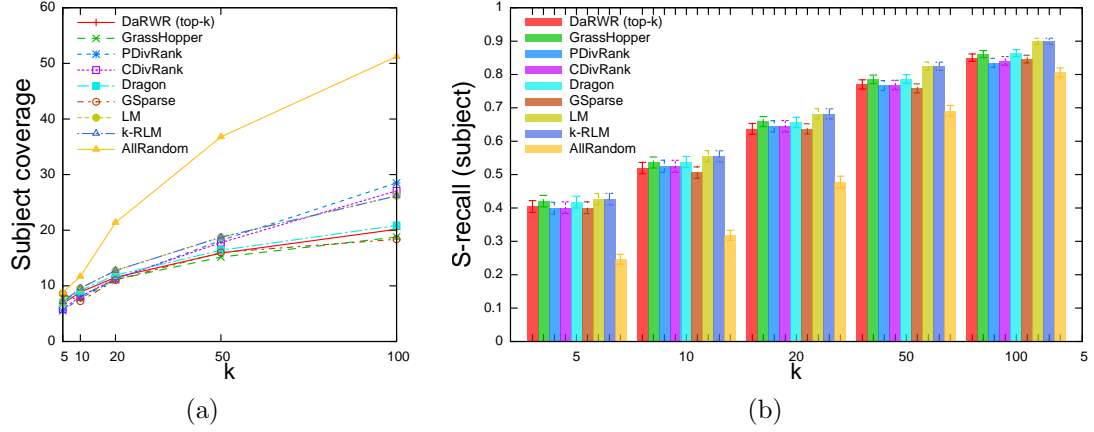 60
50
40
30
20
10
0
5 10 20 50 100
Subject coverage
k
DaRWR (top-k)
GrassHopper
PDivRank
CDivRank
Dragon
GSparse
LM
k-RLM
AllRandom
(a)
1
0.9
0.8
0.7
0.6
0.5
0.4
0.3
0.2
0.1
0
5 10 20 50 100 5
S-recall (subject)
k
DaRWR (top-k)
GrassHopper
PDivRank
CDivRank
Dragon
GSparse
LM
k-RLM
AllRandom
(b)